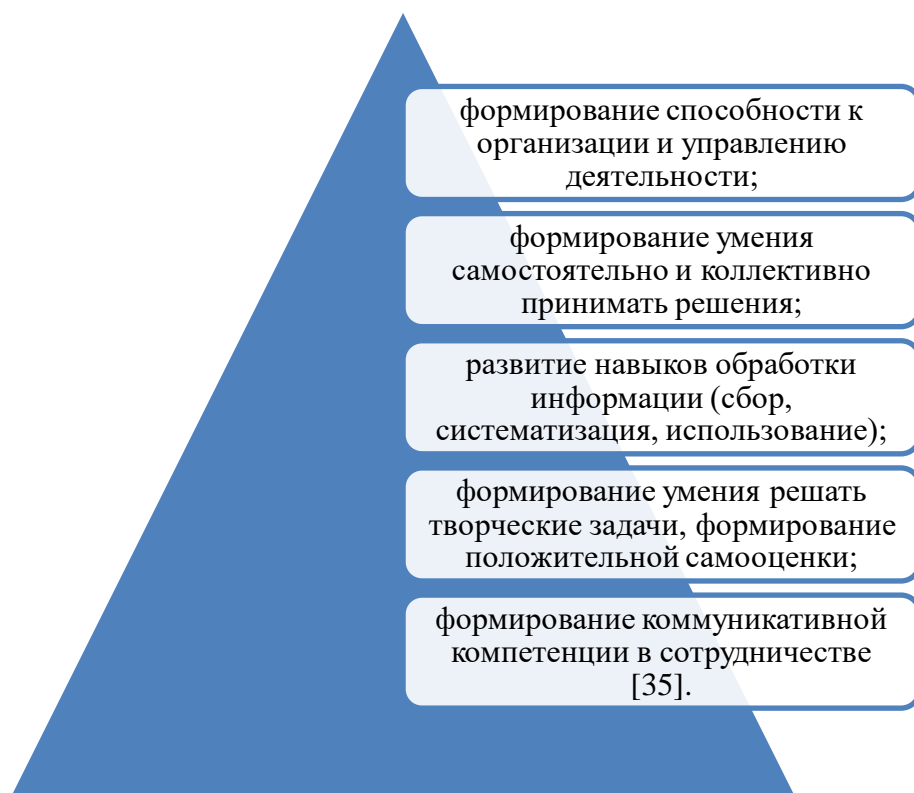 формирование способности к
организации и управлению
деятельности;
формирование умения
самостоятельно и коллективно
принимать решения;
развитие навыков обработки
информации (сбор,
систематизация, использование);
формирование умения решать
творческие задачи, формирование
положительной самооценки;
формирование коммуникативной
компетенции в сотрудничестве
[35].